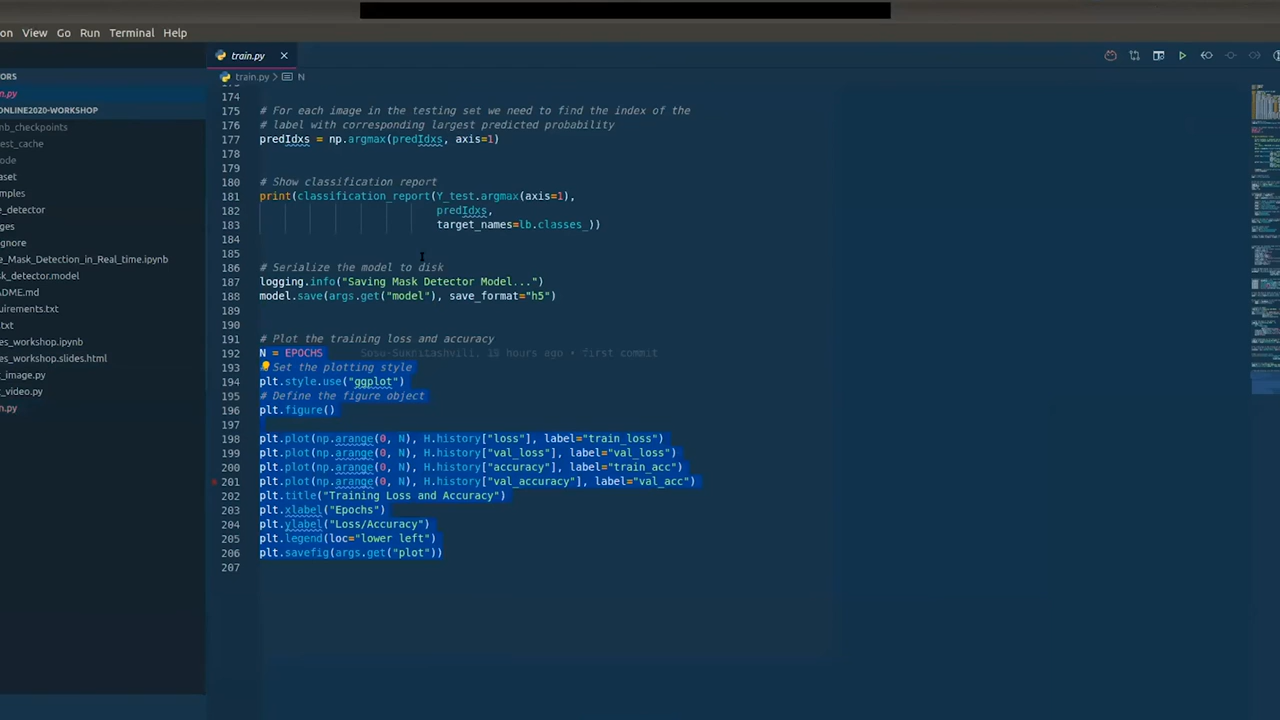 on View Go Run Terminal Help
ORS
train.py
n.py
train.py > N
ONLINE2020-WORKSHOP
nb_checkpoints
est_cache
ode
aset
mples
e_detector
ges
gnore
e_Mask_Detection_in_Real_time.ipynb
sk_detector.model
DME.md
uirements.txt
txt
es_workshop.ipynb
es_workshop.slides.html
t_image.py
t_video.py
n.py
174
175 # For each image in the testing set we need to find the index of the
176 # label with corresponding largest predicted probability
177 predIdxs = np.argmax(predIdxs, axis=1)
178
179
180 # Show classification report
181 print(classification_report(Y_test.argmax(axis=1),
182 predIdxs,
183 target_names=lb.classes_))
184
185
186 # Serialize the model to disk
187 logging.info("Saving Mask Detector Model...")
188 model.save(args.get("model"), save_format="h5")
189
190
191 # Plot the training loss and accuracy
192 N = EPOCHS Soso-Sukhitashvili, 15 hours ago • first commit
193 # Set the plotting style
194 plt.style.use("ggplot")
195 # Define the figure object
196 plt.figure()
197
198 plt.plot(np.arange(0, N), H.history["loss"], label="train_loss")
199 plt.plot(np.arange(0, N), H.history["val_loss"], label="val_loss")
200 plt.plot(np.arange(0, N), H.history["accuracy"], label="train_acc")
201 plt.plot(np.arange(0, N), H.history["val_accuracy"], label="val_acc")
202 plt.title("Training Loss and Accuracy")
203 plt.xlabel("Epochs")
204 plt.ylabel("Loss/Accuracy")
205 plt.legend(loc="lower left")
206 plt.savefig(args.get("plot"))
207